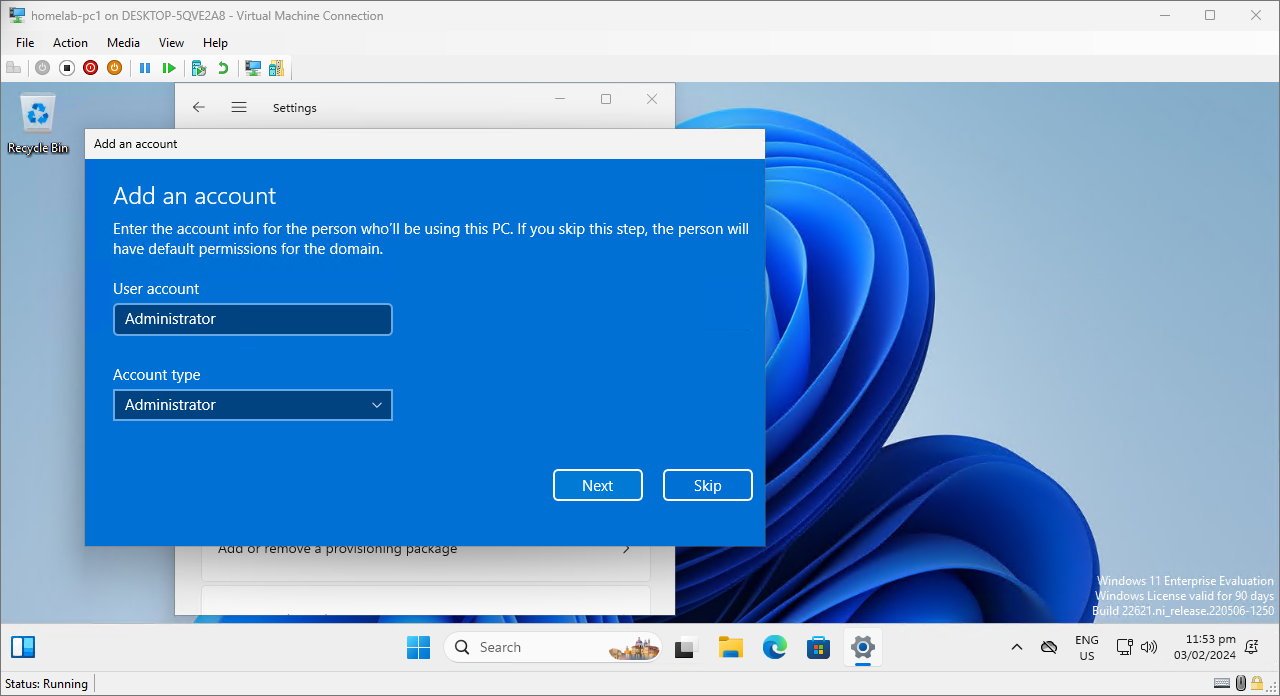 homelab-pc1 on DESKTOP-5QVE2A8 - Virtual Machine Connection
File Action Media View Help
Settings
Recycle Bin
Add an account
Add an account
Enter the account info for the person who'll be using this PC. If you skip this step, the person will
have default permissions for the domain.
User account
Administrator
Account type
Administrator
Next Skip
Add or remove a provisioning package
Windows 11 Enterprise Evaluation
Windows License valid for 90 days
Build 22621.ni_release.220506-1250
Search
ENG
US
11:53 pm
03/02/2024
Status: Running